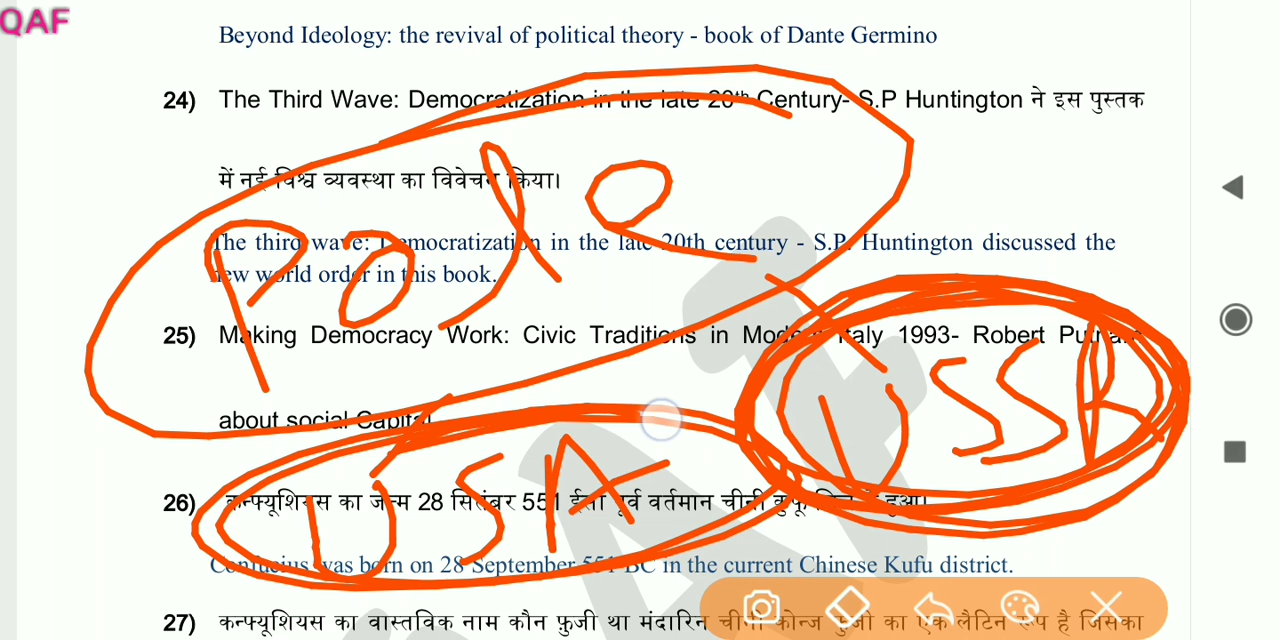 QAF
Beyond Ideology: the revival of political theory - book of Dante Germino
24) The Third Wave: Democratization in the late 20th Century- S.P Huntington ने इस पुस्तक
में नई विश्व व्यवस्था का विवेचन किया।
Pole
The third wave: Democratization in the late 20th century - S.P. Huntington discussed the
new world order in this book.
25) Making Democracy Work: Civic Traditions in Modern Italy 1993- Robert Putnam
USSR
about social Capital
USA
26) कन्फ्यूशियस का जन्म 28 सितंबर 551 ईसा पूर्व वर्तमान चीनी कुफू हुआ।
Confucius was born on 28 September 551 BC in the current Chinese Kufu district.
27) कन्फ्यूशियस का वास्तविक नाम कौन फ़ुजी था मंदारिन चीनी कोन्ज फ़ुजी का एक लैटिन रूप है जिसका